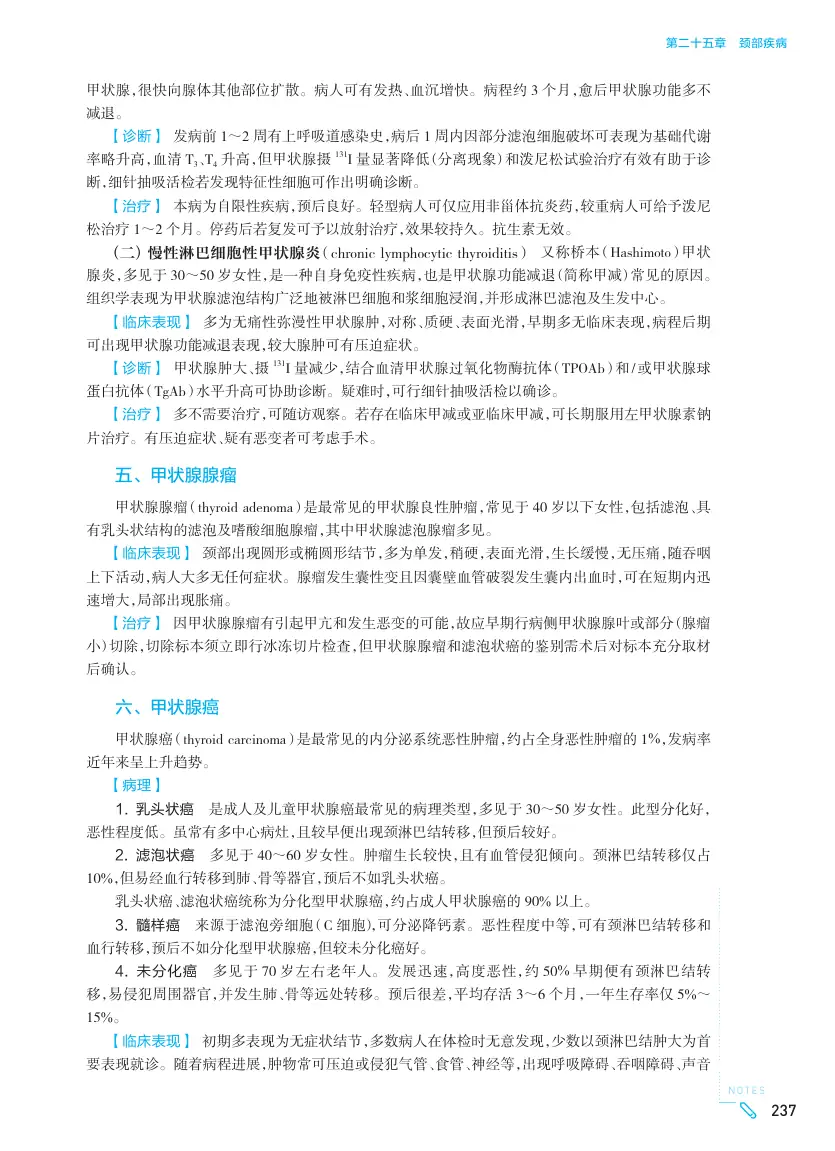 第二十五章 颈部疾病
甲状腺,很快向腺体其他部位扩散。病人可有发热、血沉增快。病程约 3 个月,愈后甲状腺功能多不
减退。
【诊断】 发病前 1～2 周有上呼吸道感染史,病后 1 周内因部分滤泡细胞破坏可表现为基础代谢
率略升高,血清 T₃、T₄ 升高,但甲状腺摄 ¹³¹I 量显著降低(分离现象)和泼尼松试验治疗有效有助于诊
断,细针抽吸活检若发现特征性细胞可作出明确诊断。
【治疗】 本病为自限性疾病,预后良好。轻型病人可仅应用非甾体抗炎药,较重病人可给予泼尼
松治疗 1～2 个月。停药后若复发可予以放射治疗,效果较持久。抗生素无效。
(二) 慢性淋巴细胞性甲状腺炎(chronic lymphocytic thyroiditis) 又称桥本(Hashimoto)甲状
腺炎,多见于 30～50 岁女性,是一种自身免疫性疾病,也是甲状腺功能减退(简称甲减)常见的原因。
组织学表现为甲状腺滤泡结构广泛地被淋巴细胞和浆细胞浸润,并形成淋巴滤泡及生发中心。
【临床表现】 多为无痛性弥漫性甲状腺肿,对称、质硬、表面光滑,早期多无临床表现,病程后期
可出现甲状腺功能减退表现,较大腺肿可有压迫症状。
【诊断】 甲状腺肿大、摄 ¹³¹I 量减少,结合血清甲状腺过氧化物酶抗体(TPOAb)和/或甲状腺球
蛋白抗体(TgAb)水平升高可协助诊断。疑难时,可行细针抽吸活检以确诊。
【治疗】 多不需要治疗,可随访观察。若存在临床甲减或亚临床甲减,可长期服用左甲状腺素钠
片治疗。有压迫症状、疑有恶变者可考虑手术。
五、甲状腺腺瘤
甲状腺腺瘤(thyroid adenoma)是最常见的甲状腺良性肿瘤,常见于 40 岁以下女性,包括滤泡、具
有乳头状结构的滤泡及嗜酸细胞腺瘤,其中甲状腺滤泡腺瘤多见。
【临床表现】 颈部出现圆形或椭圆形结节,多为单发,稍硬,表面光滑,生长缓慢,无压痛,随吞咽
上下活动,病人大多无任何症状。腺瘤发生囊性变且因囊壁血管破裂发生囊内出血时,可在短期内迅
速增大,局部出现胀痛。
【治疗】 因甲状腺腺瘤有引起甲亢和发生恶变的可能,故应早期行病侧甲状腺腺叶或部分(腺瘤
小)切除,切除标本须立即行冰冻切片检查,但甲状腺腺瘤和滤泡状癌的鉴别需术后对标本充分取材
后确认。
六、甲状腺癌
甲状腺癌(thyroid carcinoma)是最常见的内分泌系统恶性肿瘤,约占全身恶性肿瘤的 1%,发病率
近年来呈上升趋势。
【病理】
1. 乳头状癌 是成人及儿童甲状腺癌最常见的病理类型,多见于 30～50 岁女性。此型分化好,
恶性程度低。虽常有多中心病灶,且较早便出现颈淋巴结转移,但预后较好。
2. 滤泡状癌 多见于 40～60 岁女性。肿瘤生长较快,且有血管侵犯倾向。颈淋巴结转移仅占
10%,但易经血行转移到肺、骨等器官,预后不如乳头状癌。
乳头状癌、滤泡状癌统称为分化型甲状腺癌,约占成人甲状腺癌的 90% 以上。
3. 髓样癌 来源于滤泡旁细胞(C 细胞),可分泌降钙素。恶性程度中等,可有颈淋巴结转移和
血行转移,预后不如分化型甲状腺癌,但较未分化癌好。
4. 未分化癌 多见于 70 岁左右老年人。发展迅速,高度恶性,约 50% 早期便有颈淋巴结转
移,易侵犯周围器官,并发生肺、骨等远处转移。预后很差,平均存活 3～6 个月,一年生存率仅 5%～
15%。
【临床表现】 初期多表现为无症状结节,多数病人在体检时无意发现,少数以颈淋巴结肿大为首
要表现就诊。随着病程进展,肿物常可压迫或侵犯气管、食管、神经等,出现呼吸障碍、吞咽障碍、声音
NOTES
237